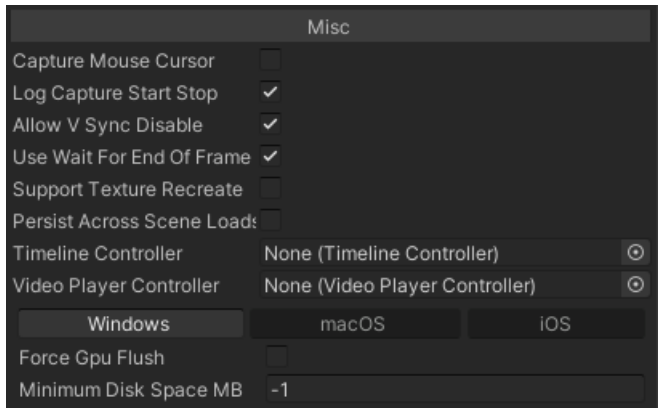 Misc
Capture Mouse Cursor
Log Capture Start Stop
Allow V Sync Disable
Use Wait For End Of Frame
Support Texture Recreate
Persist Across Scene Loads
Timeline Controller None (Timeline Controller)
Video Player Controller None (Video Player Controller)
Windows macOS iOS
Force Gpu Flush
Minimum Disk Space MB -1